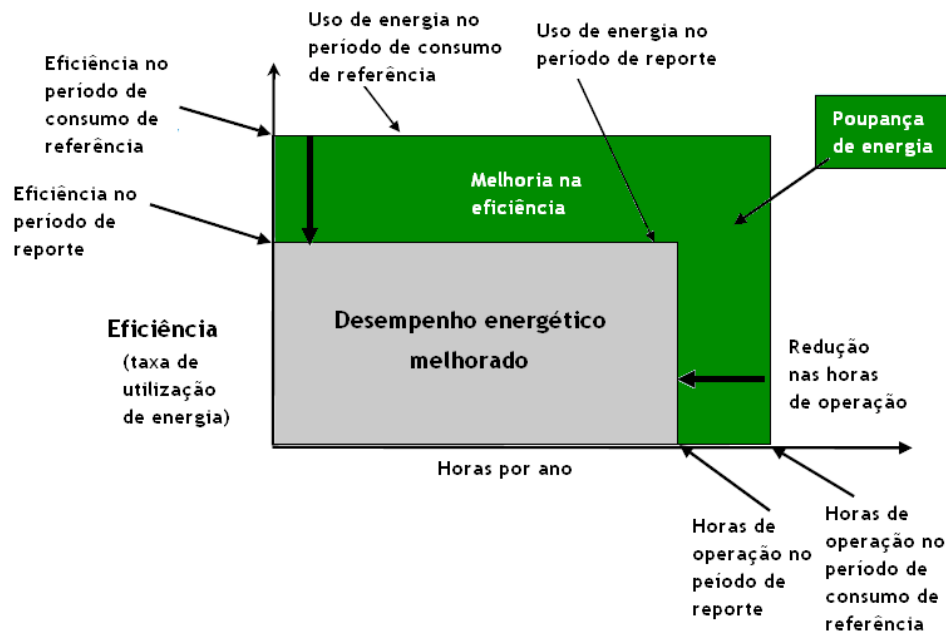 Uso de energia no
período de consumo
de referência
Uso de energia no
período de reporte
Eficiência no
período de
consumo de
referência
Poupança
de energia
Melhoria na
eficiência
Eficiência no
período de
reporte
Desempenho energético
melhorado
Eficiência
(taxa de
utilização
de energia)
Redução
nas horas
de operação
Horas por ano
Horas de
operação no
peíodo de
reporte
Horas de
operação no
período de
consumo de
referência